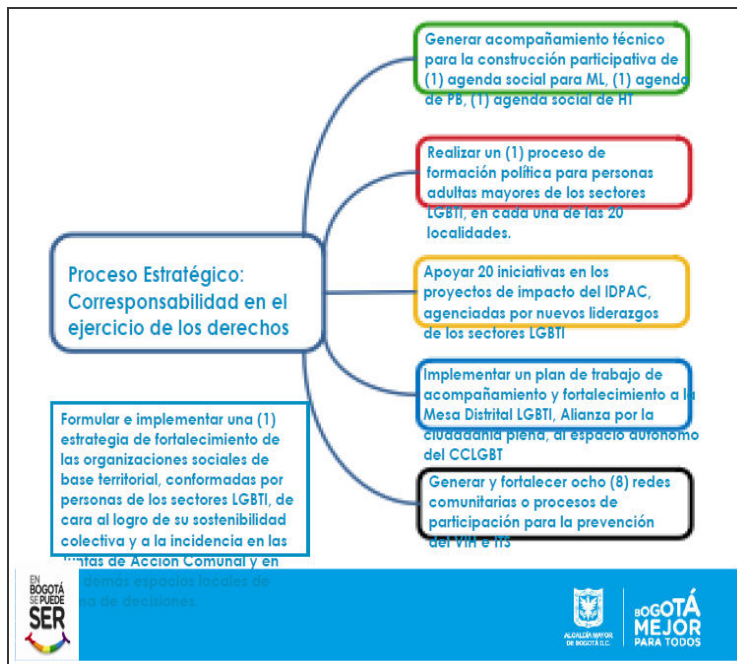 Generar acompañamiento técnico
para la construcción participativa de
(1) agenda social para ML, (1) agenda
de PB, (1) agenda social de HT
Realizar un (1) proceso de
formación política para personas
adultas mayores de los sectores
LGBTI, en cada una de las 20
localidades.
Proceso Estratégico:
Corresponsabilidad en el
ejercicio de los derechos
Apoyar 20 iniciativas en los
proyectos de impacto del IDPAC,
agenciadas por nuevos liderazgos
de los sectores LGBTI
Implementar un plan de trabajo de
acompañamiento y fortalecimiento a la
Mesa Distrital LGBTI, Alianza por la
ciudadanía plena, al espacio autónomo
del CCLGBT
Generar y fortalecer ocho (8) redes
comunitarias o procesos de
participación para la prevención
del VIH e ITS
Formular e implementar una (1)
estrategia de fortalecimiento de
las organizaciones sociales de
base territorial, conformadas por
personas de los sectores LGBTI, de
cara al logro de su sostenibilidad
colectiva y a la incidencia en las
Juntas de Acción Comunal y en
demás espacios locales de
de decisiones.
EN
BOGOTÁ
SE PUEDE
SER
ALCALDÍA MAYOR
DE BOGOTÁ D.C.
BOGOTÁ
MEJOR
PARA TODOS